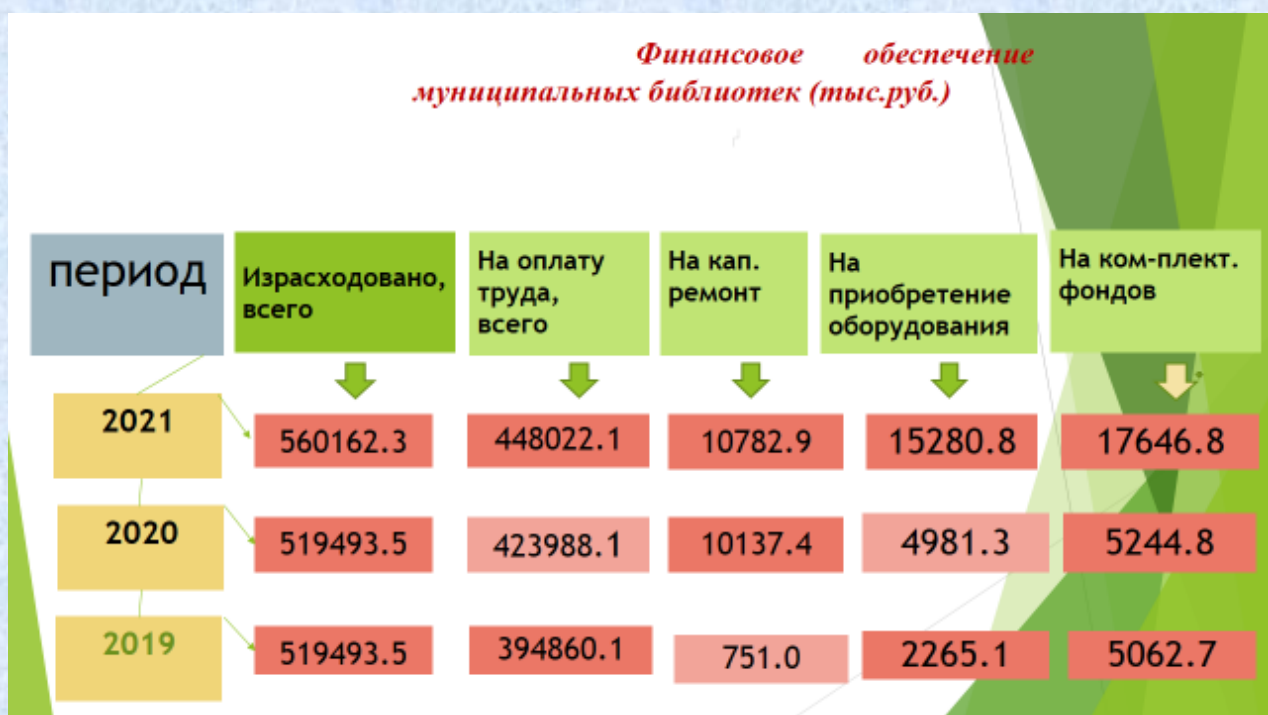 Финансовое обеспечение
муниципальных библиотек (тыс.руб.)
период
Израсходовано,
всего
На оплату
труда,
всего
На кап.
ремонт
На
приобретение
оборудования
На ком-плект.
фондов
2021
560162.3
448022.1
10782.9
15280.8
17646.8
2020
519493.5
423988.1
10137.4
4981.3
5244.8
2019
519493.5
394860.1
751.0
2265.1
5062.7